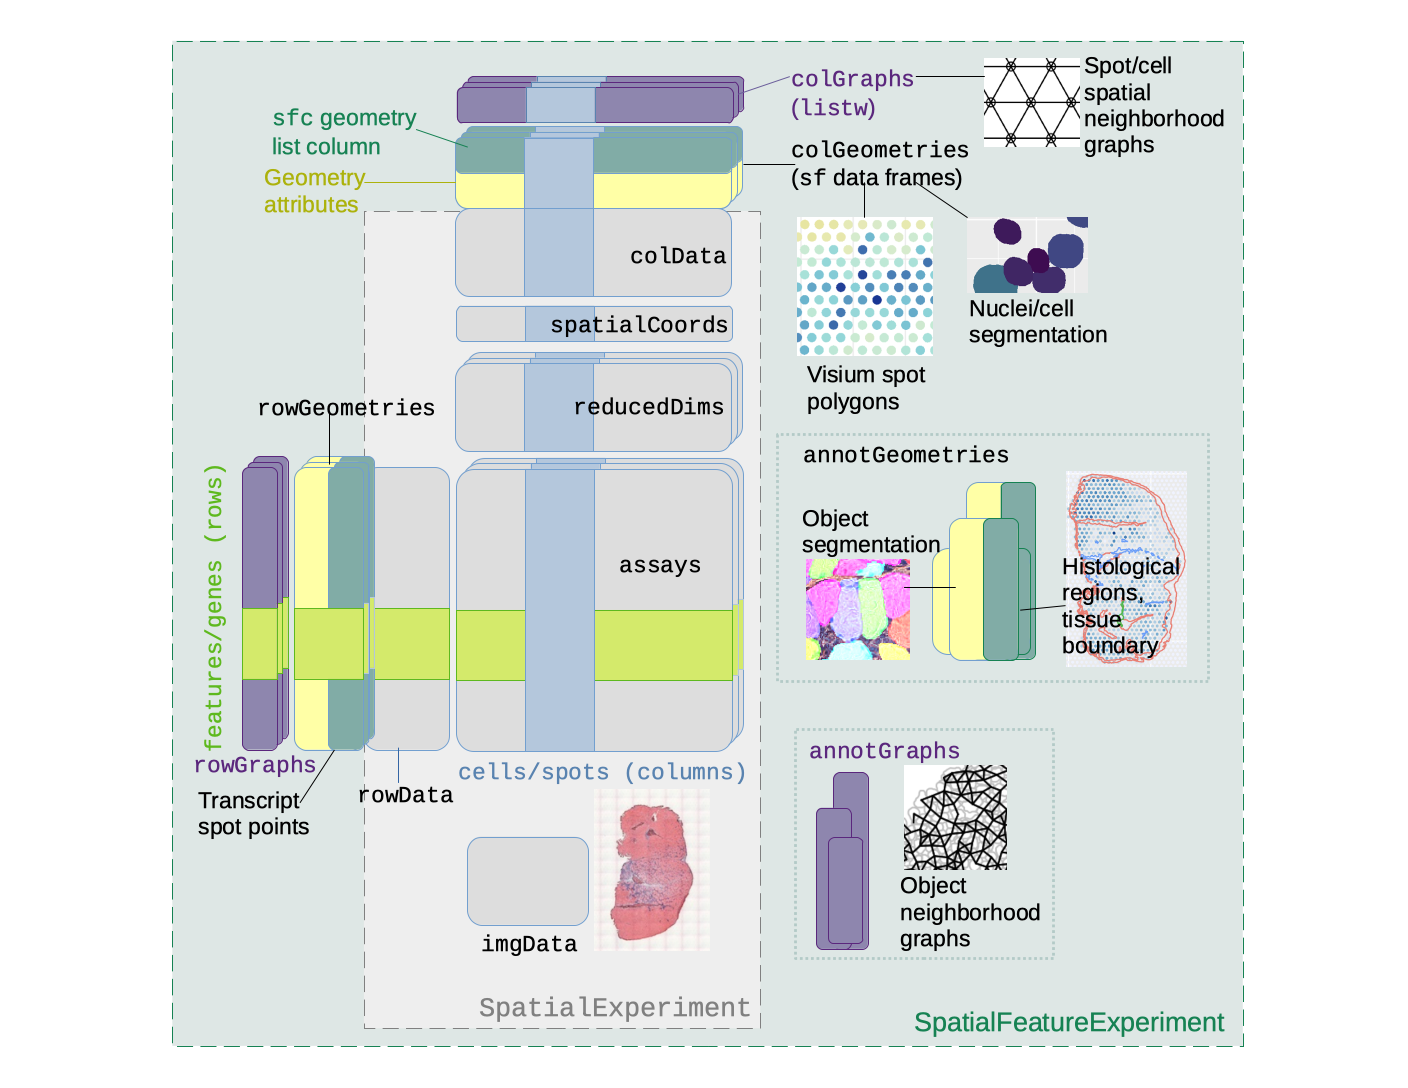 colGraphs
(listw)
Spot/cell
spatial
neighborhood
graphs
sfc geometry
list column
Geometry
attributes
colGeometries
(sf data frames)
colData
spatialCoords
reducedDims
Visium spot
polygons
Nuclei/cell
segmentation
rowGeometries
features/genes (rows)
assays
annotGeometries
Object
segmentation
Histological
regions,
tissue
boundary
rowGraphs
Transcript
spot points
rowData
cells/spots (columns)
imgData
annotGraphs
Object
neighborhood
graphs
SpatialExperiment
SpatialFeatureExperiment